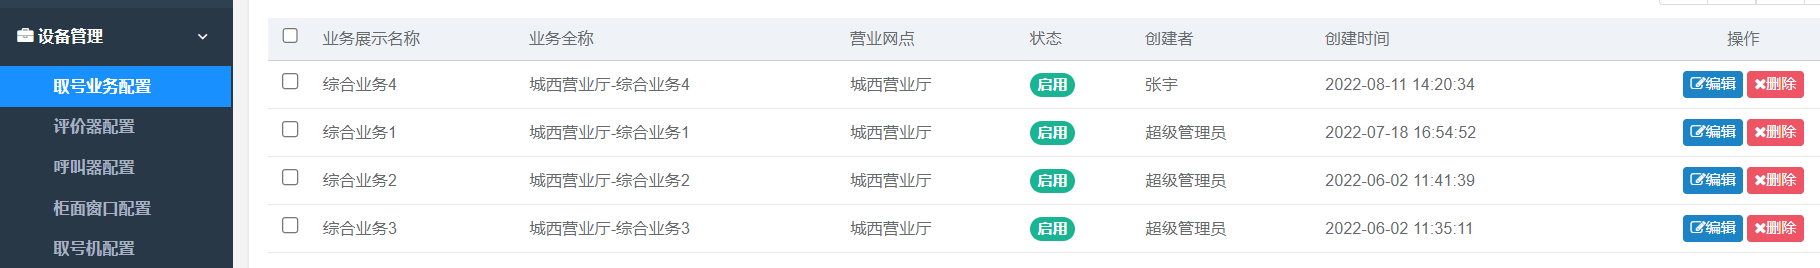 设备管理
取号业务配置
评价器配置
呼叫器配置
柜面窗口配置
取号机配置
业务展示名称 业务全称 营业网点 状态 创建者 创建时间 操作
综合业务4 城西营业厅-综合业务4 城西营业厅 启用 张宇 2022-08-11 14:20:34 编辑 删除
综合业务1 城西营业厅-综合业务1 城西营业厅 启用 超级管理员 2022-07-18 16:54:52 编辑 删除
综合业务2 城西营业厅-综合业务2 城西营业厅 启用 超级管理员 2022-06-02 11:41:39 编辑 删除
综合业务3 城西营业厅-综合业务3 城西营业厅 启用 超级管理员 2022-06-02 11:35:11 编辑 删除